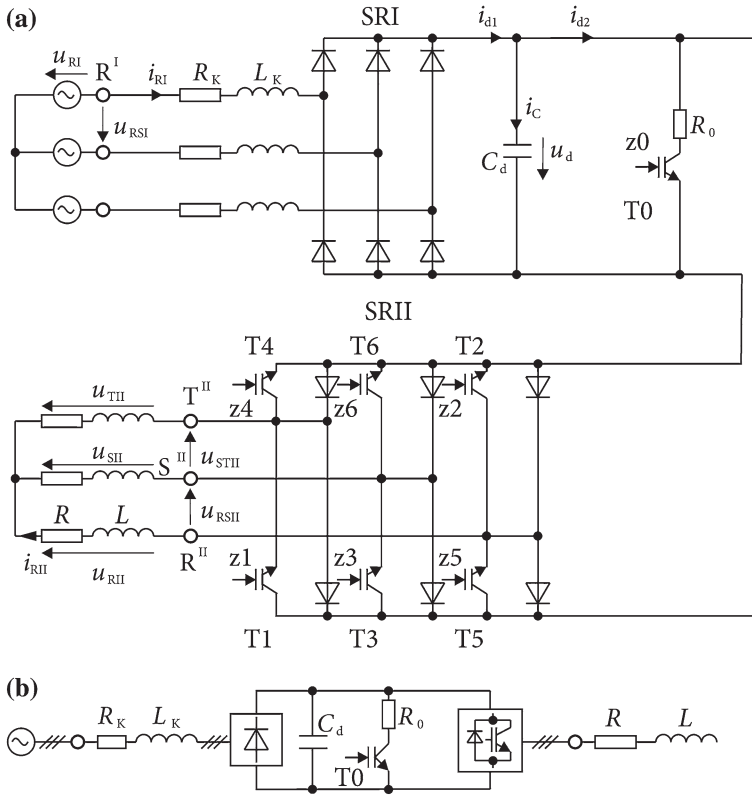 (a)
SRI
i_d1
i_d2
u_RI
R^I
i_RI
R_K
L_K
u_RSI
i_C
C_d
u_d
R_0
z0
T0
SRII
T4
T6
T2
u_TII
T^II
z4
z6
z2
u_SII
S^II
u_STII
R
L
u_RSII
i_RII
u_RII
R^II
z1
z3
z5
T1
T3
T5
(b)
R_K
L_K
C_d
R_0
T0
R
L